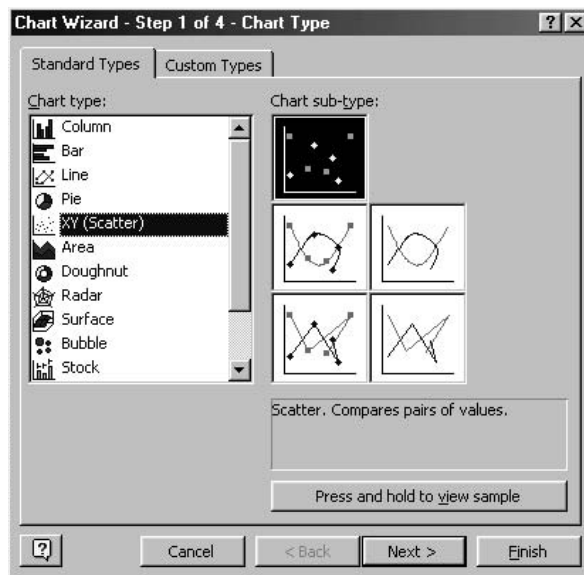 Chart Wizard - Step 1 of 4 - Chart Type
Standard Types
Custom Types
Chart type:
Column
Bar
Line
Pie
XY (Scatter)
Area
Doughnut
Radar
Surface
Bubble
Stock
Chart sub-type:
Scatter. Compares pairs of values.
Press and hold to view sample
Cancel
< Back
Next >
Finish